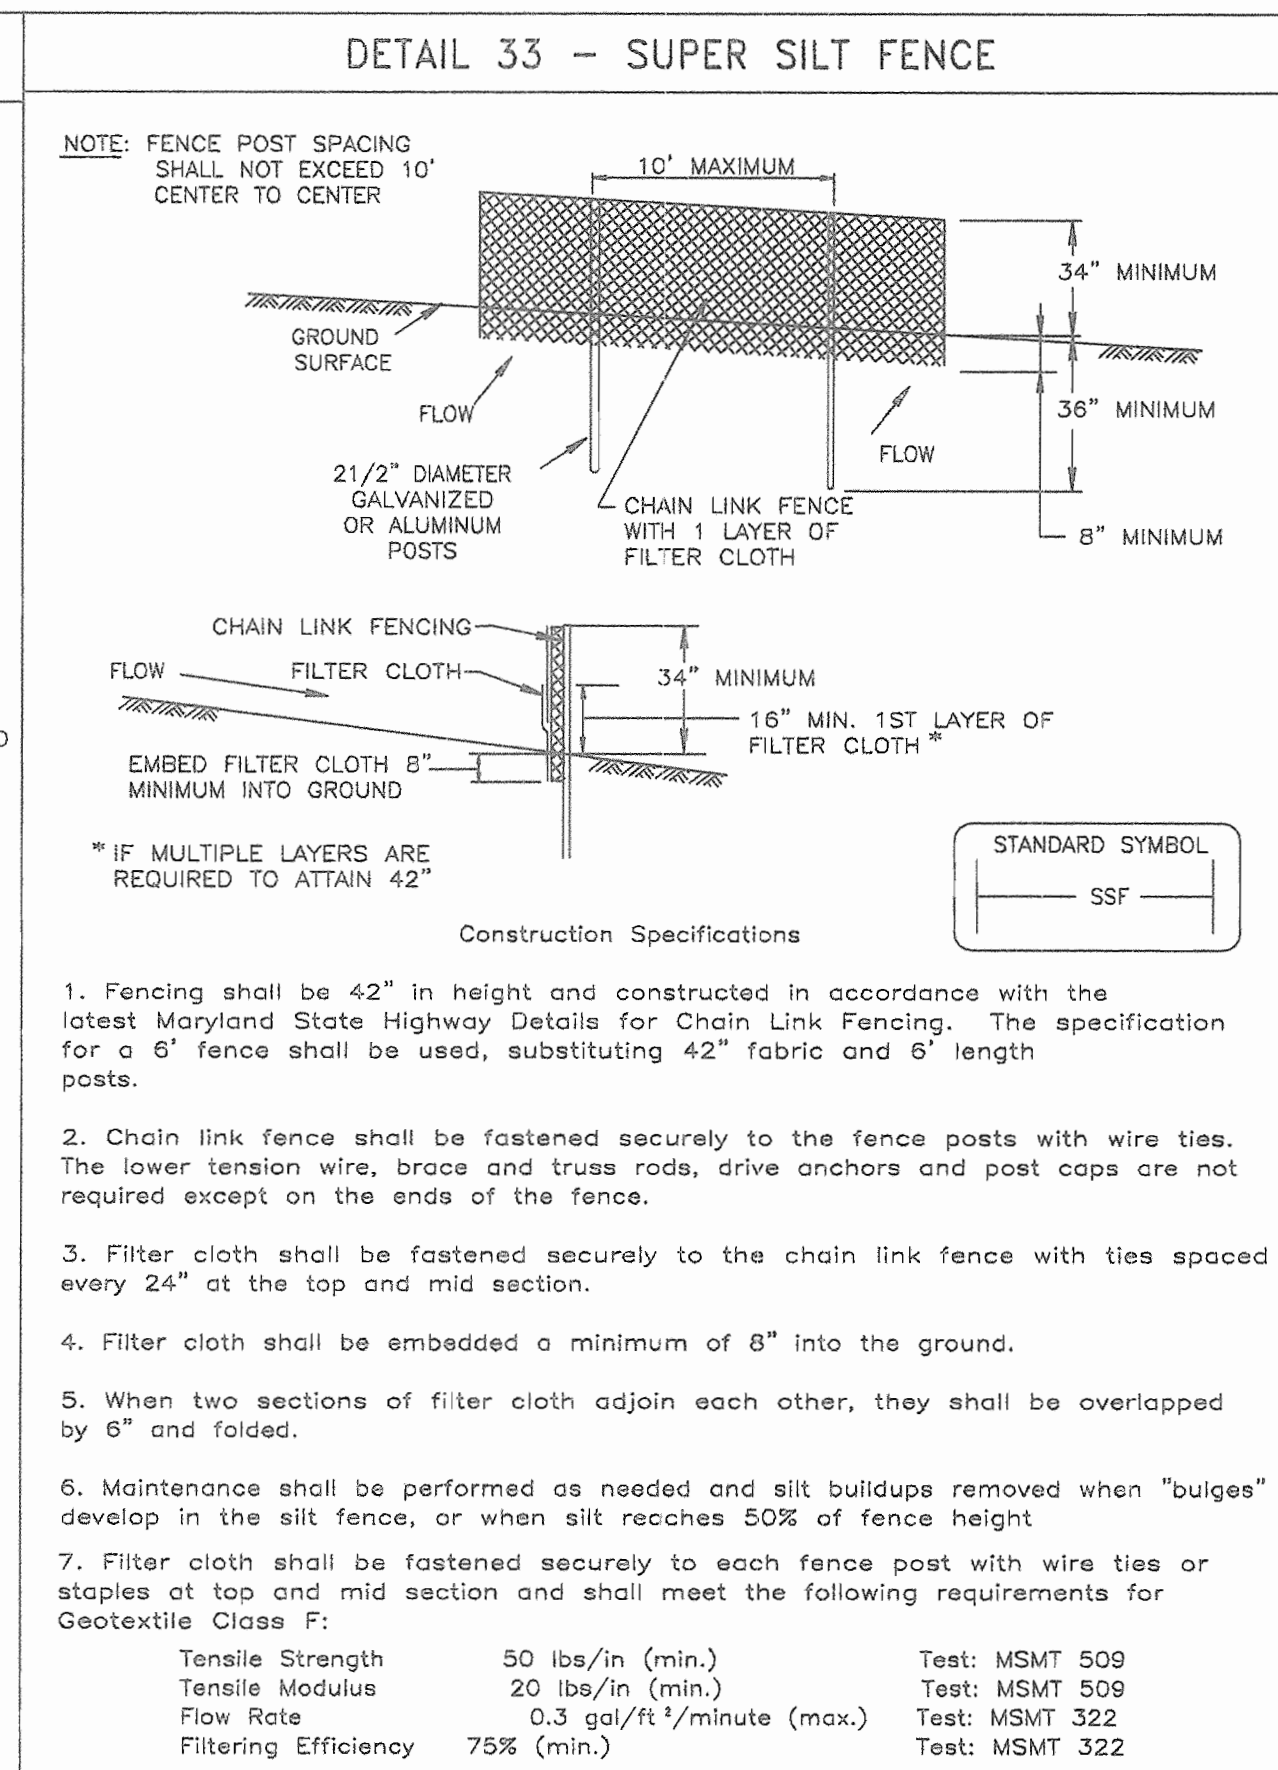 DETAIL 33 - SUPER SILT FENCE
NOTE: FENCE POST SPACING
SHALL NOT EXCEED 10'
CENTER TO CENTER
10' MAXIMUM
34" MINIMUM
GROUND
SURFACE
FLOW
36" MINIMUM
FLOW
21/2" DIAMETER
GALVANIZED
OR ALUMINUM
POSTS
CHAIN LINK FENCE
WITH 1 LAYER OF
FILTER CLOTH
8" MINIMUM
CHAIN LINK FENCING
FLOW
FILTER CLOTH
34" MINIMUM
16" MIN. 1ST LAYER OF
FILTER CLOTH *
EMBED FILTER CLOTH 8"
MINIMUM INTO GROUND
* IF MULTIPLE LAYERS ARE
REQUIRED TO ATTAIN 42"
STANDARD SYMBOL
SSF
Construction Specifications
1. Fencing shall be 42" in height and constructed in accordance with the
latest Maryland State Highway Details for Chain Link Fencing. The specification
for a 6' fence shall be used, substituting 42" fabric and 6' length
posts.
2. Chain link fence shall be fastened securely to the fence posts with wire ties.
The lower tension wire, brace and truss rods, drive anchors and post caps are not
required except on the ends of the fence.
3. Filter cloth shall be fastened securely to the chain link fence with ties spaced
every 24" at the top and mid section.
4. Filter cloth shall be embedded a minimum of 8" into the ground.
5. When two sections of filter cloth adjoin each other, they shall be overlapped
by 6" and folded.
6. Maintenance shall be performed as needed and silt buildups removed when "bulges"
develop in the silt fence, or when silt reaches 50% of fence height
7. Filter cloth shall be fastened securely to each fence post with wire ties or
staples at top and mid section and shall meet the following requirements for
Geotextile Class F:
Tensile Strength 50 lbs/in (min.) Test: MSMT 509
Tensile Modulus 20 lbs/in (min.) Test: MSMT 509
Flow Rate 0.3 gal/ft²/minute (max.) Test: MSMT 322
Filtering Efficiency 75% (min.) Test: MSMT 322